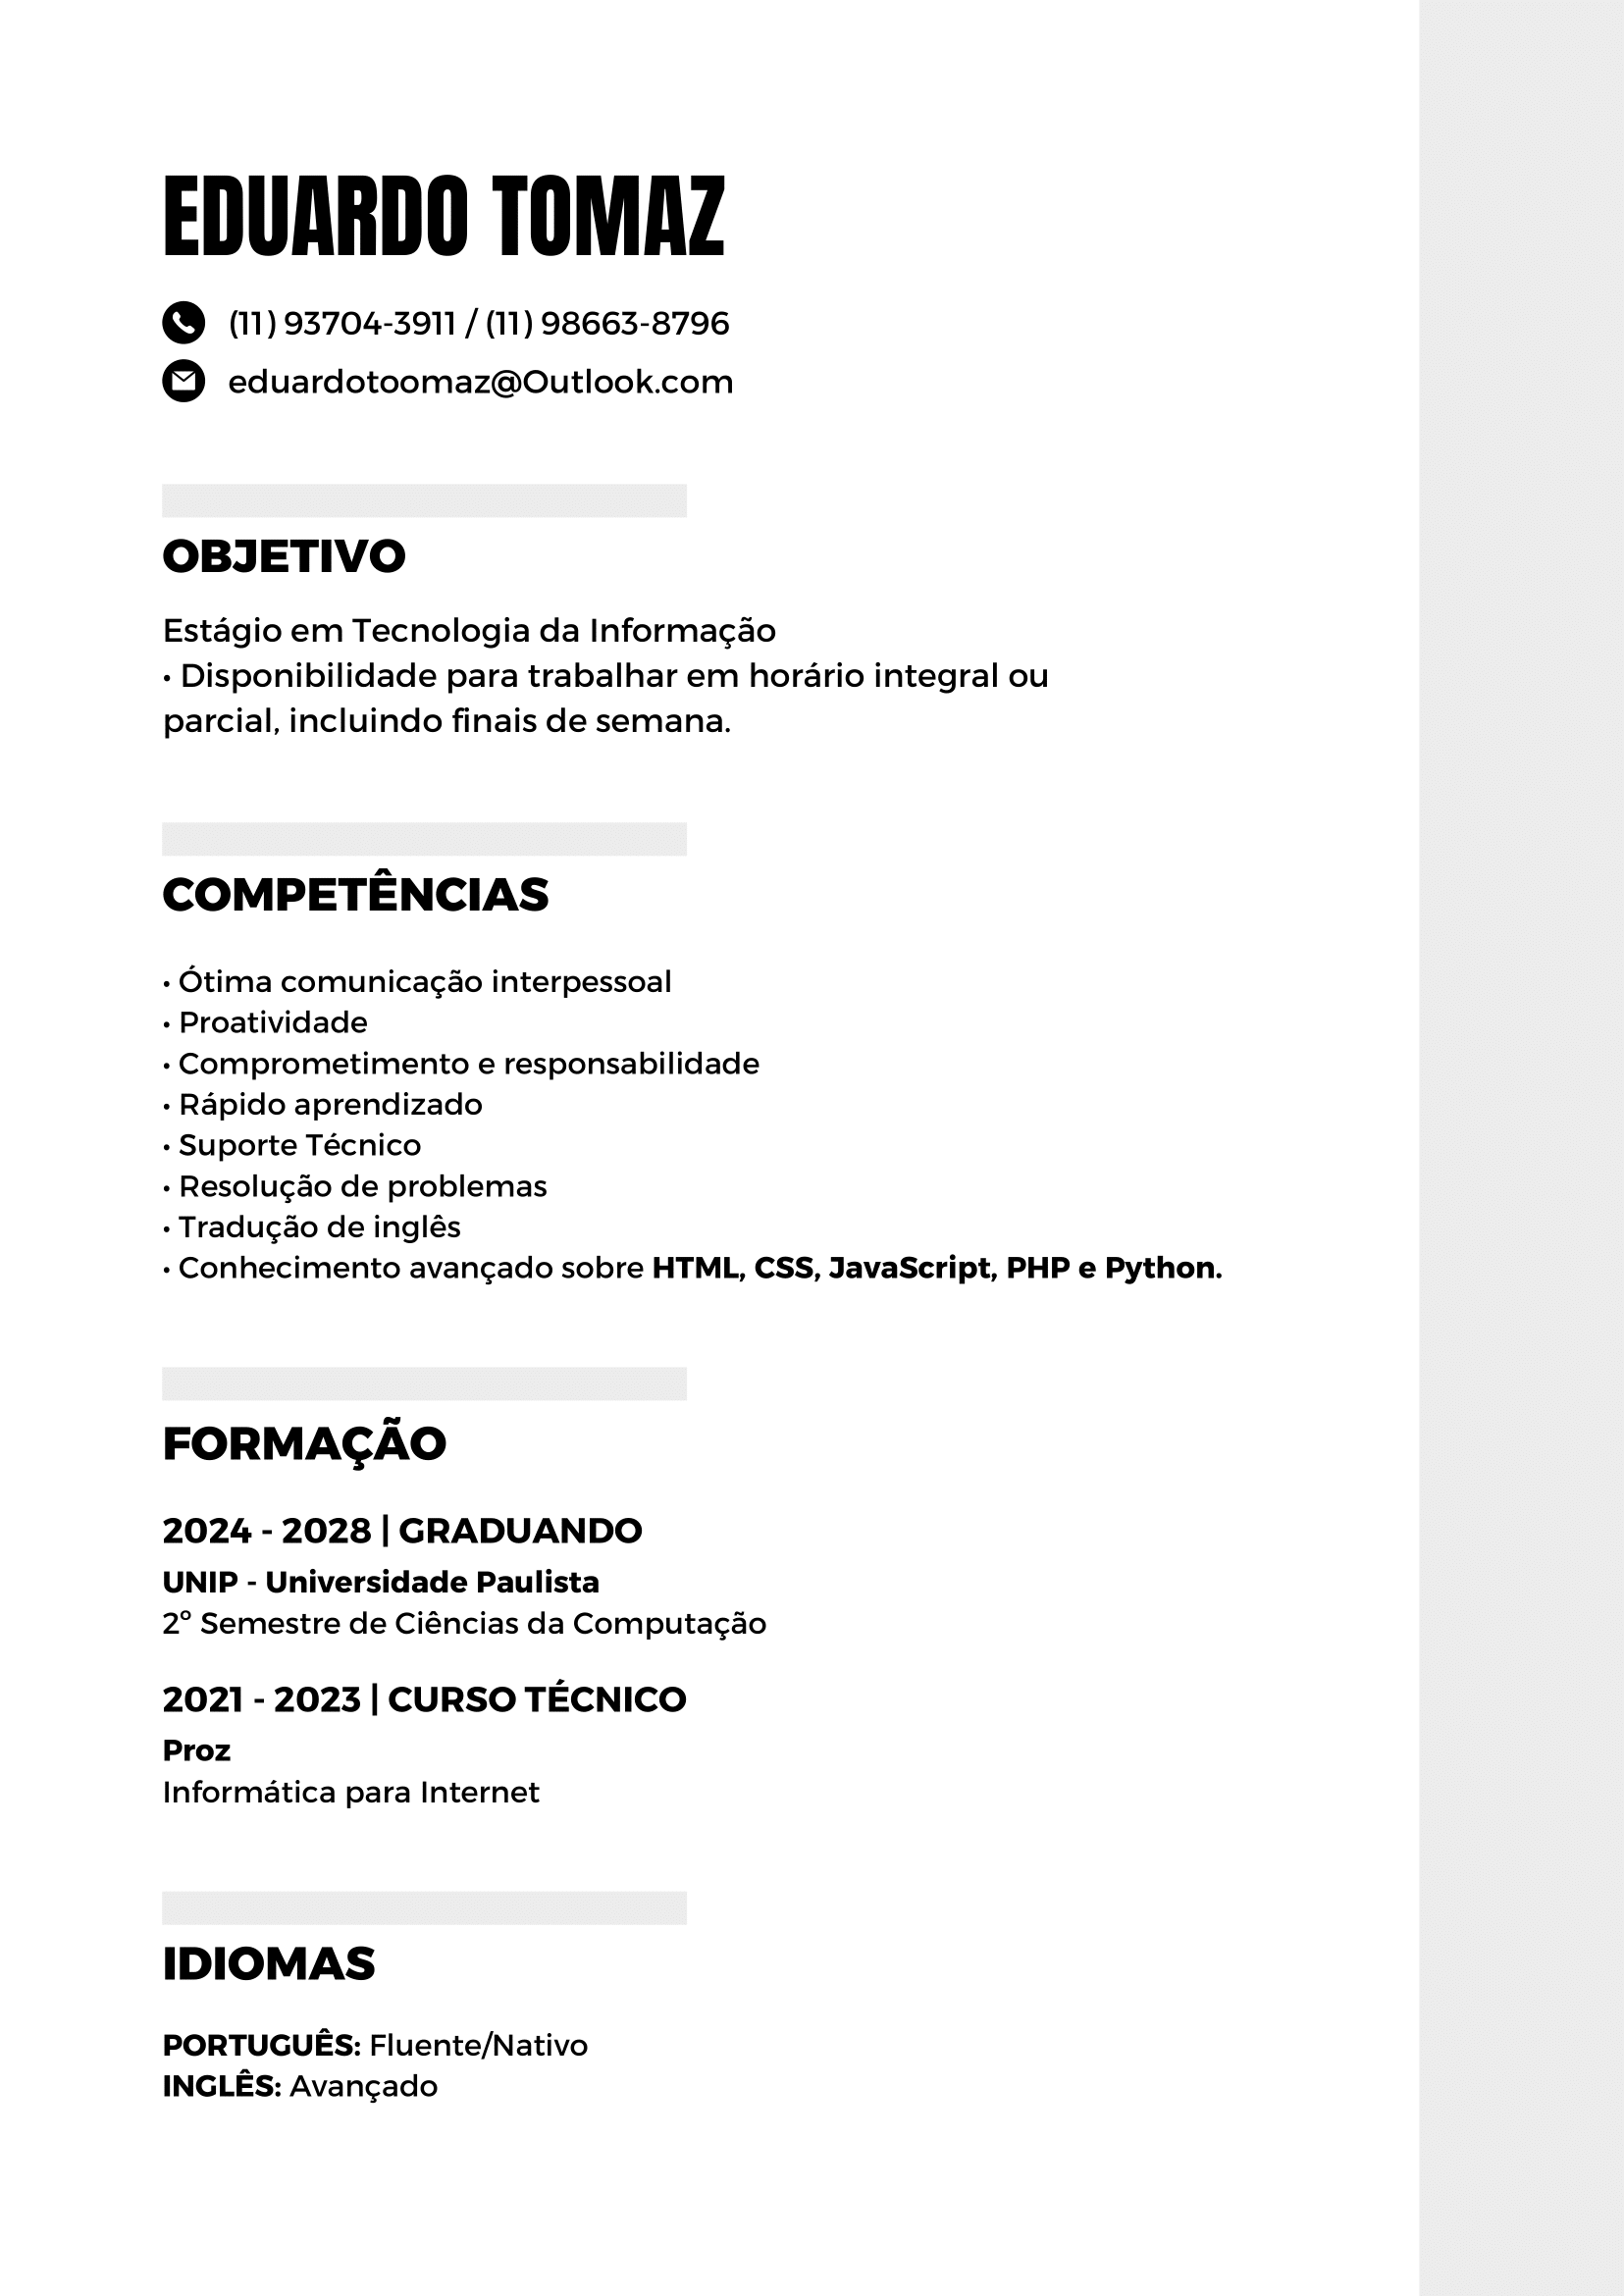 EDUARDO TOMAZ
(11) 93704-3911 / (11) 98663-8796
eduardotoomaz@Outlook.com
OBJETIVO
Estágio em Tecnologia da Informação
• Disponibilidade para trabalhar em horário integral ou
parcial, incluindo finais de semana.
COMPETÊNCIAS
• Ótima comunicação interpessoal
• Proatividade
• Comprometimento e responsabilidade
• Rápido aprendizado
• Suporte Técnico
• Resolução de problemas
• Tradução de inglês
• Conhecimento avançado sobre HTML, CSS, JavaScript, PHP e Python.
FORMAÇÃO
2024 - 2028 | GRADUANDO
UNIP - Universidade Paulista
2º Semestre de Ciências da Computação
2021 - 2023 | CURSO TÉCNICO
Proz
Informática para Internet
IDIOMAS
PORTUGUÊS: Fluente/Nativo
INGLÊS: Avançado